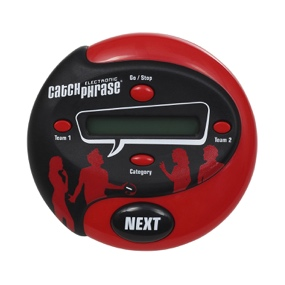 Go / Stop
ELECTRONIC
CATCH PHRASE®
Team 1
Team 2
Category
NEXT